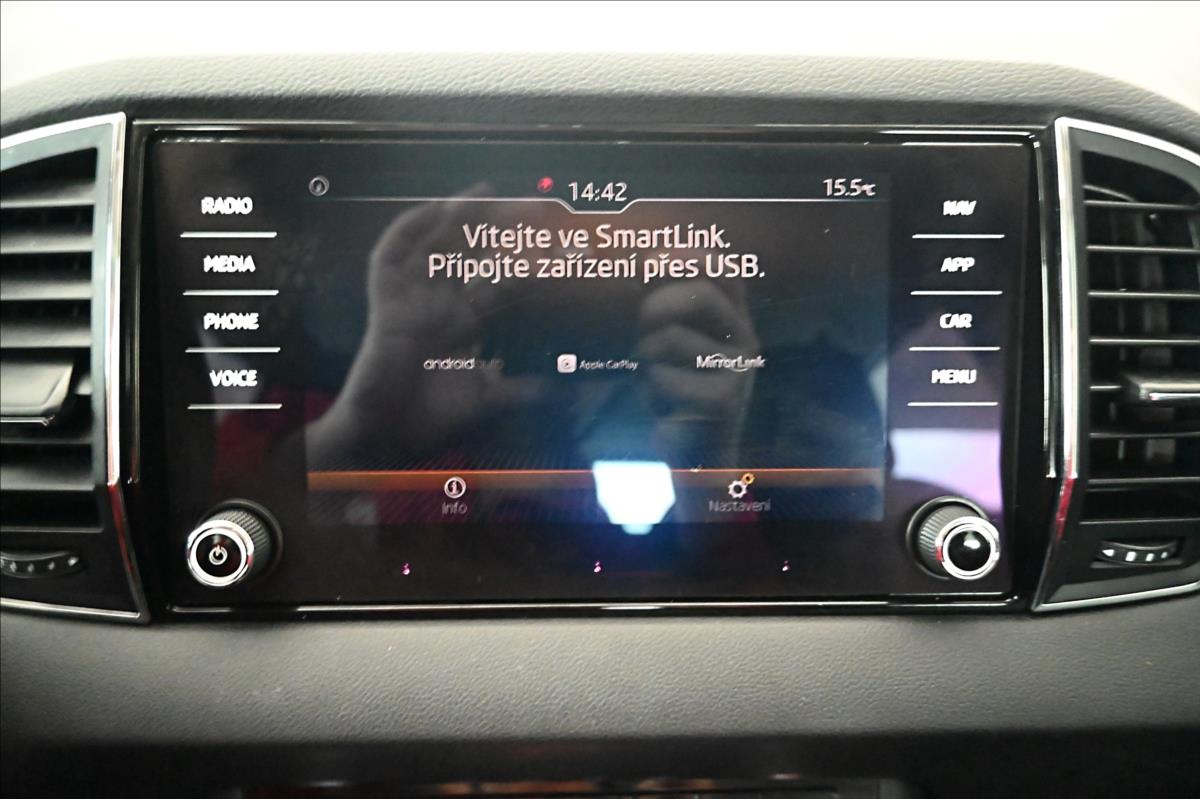 14:42
15.5°C
RADIO
MEDIA
PHONE
VOICE
Vítejte ve SmartLink.
Připojte zařízení přes USB.
androidauto
Apple CarPlay
MirrorLink
Info
Nastavení
NAV
APP
CAR
MENU